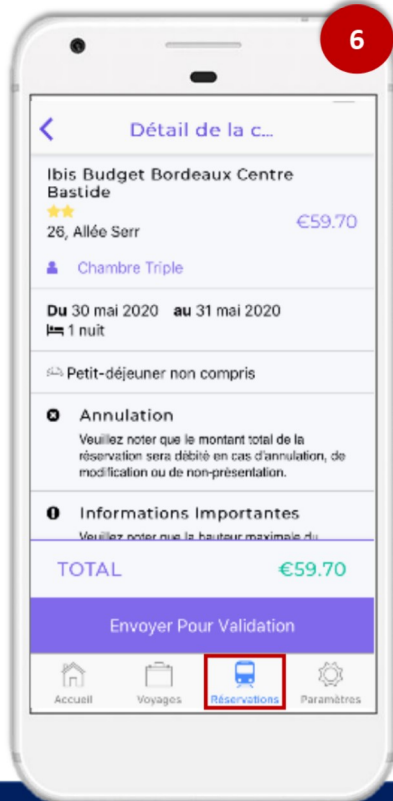 6
Détail de la c...
Ibis Budget Bordeaux Centre
Bastide
€59.70
26, Allée Serr
Chambre Triple
Du 30 mai 2020 au 31 mai 2020
1 nuit
Petit-déjeuner non compris
Annulation
Veuillez noter que le montant total de la
réservation sera débité en cas d'annulation, de
modification ou de non-présentation.
Informations Importantes
Veuillez noter que la hauteur maximale du
TOTAL €59.70
Envoyer Pour Validation
Accueil Voyages Réservations Paramètres